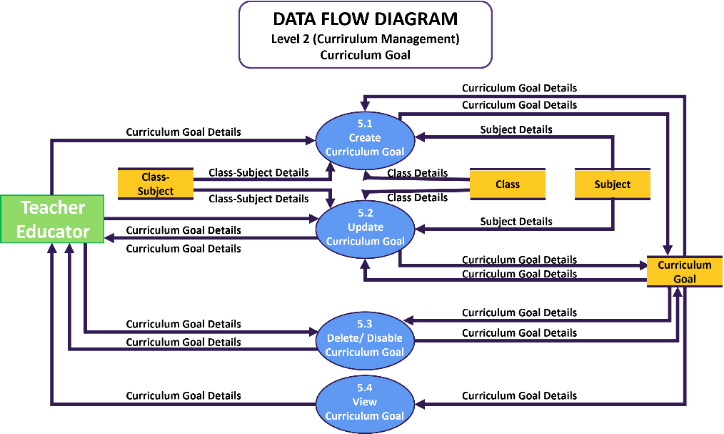 DATA FLOW DIAGRAM
Level 2 (Currirulum Management)
Curriculum Goal
Curriculum Goal Details
Curriculum Goal Details
Curriculum Goal Details
5.1
Create
Curriculum Goal
Subject Details
Class-
Subject
Class-Subject Details
Class-Subject Details
Class Details
Class Details
Class
Subject
Teacher
Educator
5.2
Update
Curriculum Goal
Subject Details
Curriculum Goal Details
Curriculum Goal Details
Curriculum Goal Details
Curriculum Goal Details
Curriculum
Goal
Curriculum Goal Details
Curriculum Goal Details
5.3
Delete/ Disable
Curriculum Goal
Curriculum Goal Details
Curriculum Goal Details
Curriculum Goal Details
5.4
View
Curriculum Goal
Curriculum Goal Details